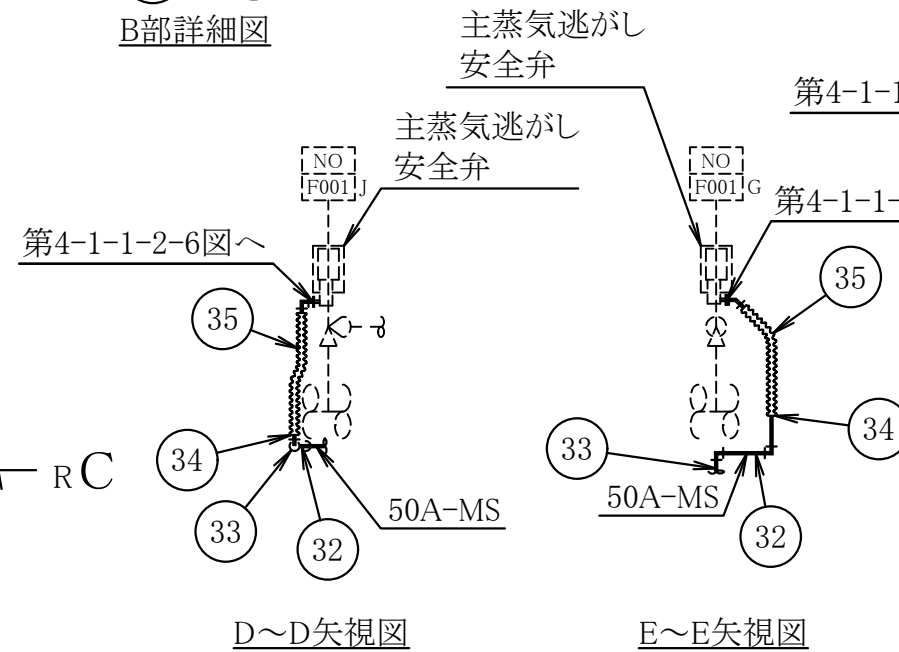 B部詳細図
主蒸気逃がし
安全弁
第4-1-1
主蒸気逃がし
安全弁
NO
F001 J
NO
F001 G
第4-1-1-2-6図へ
第4-1-1-
35
35
34
33
32
50A-MS
33
34
50A-MS
32
R C
D～D矢視図
E～E矢視図